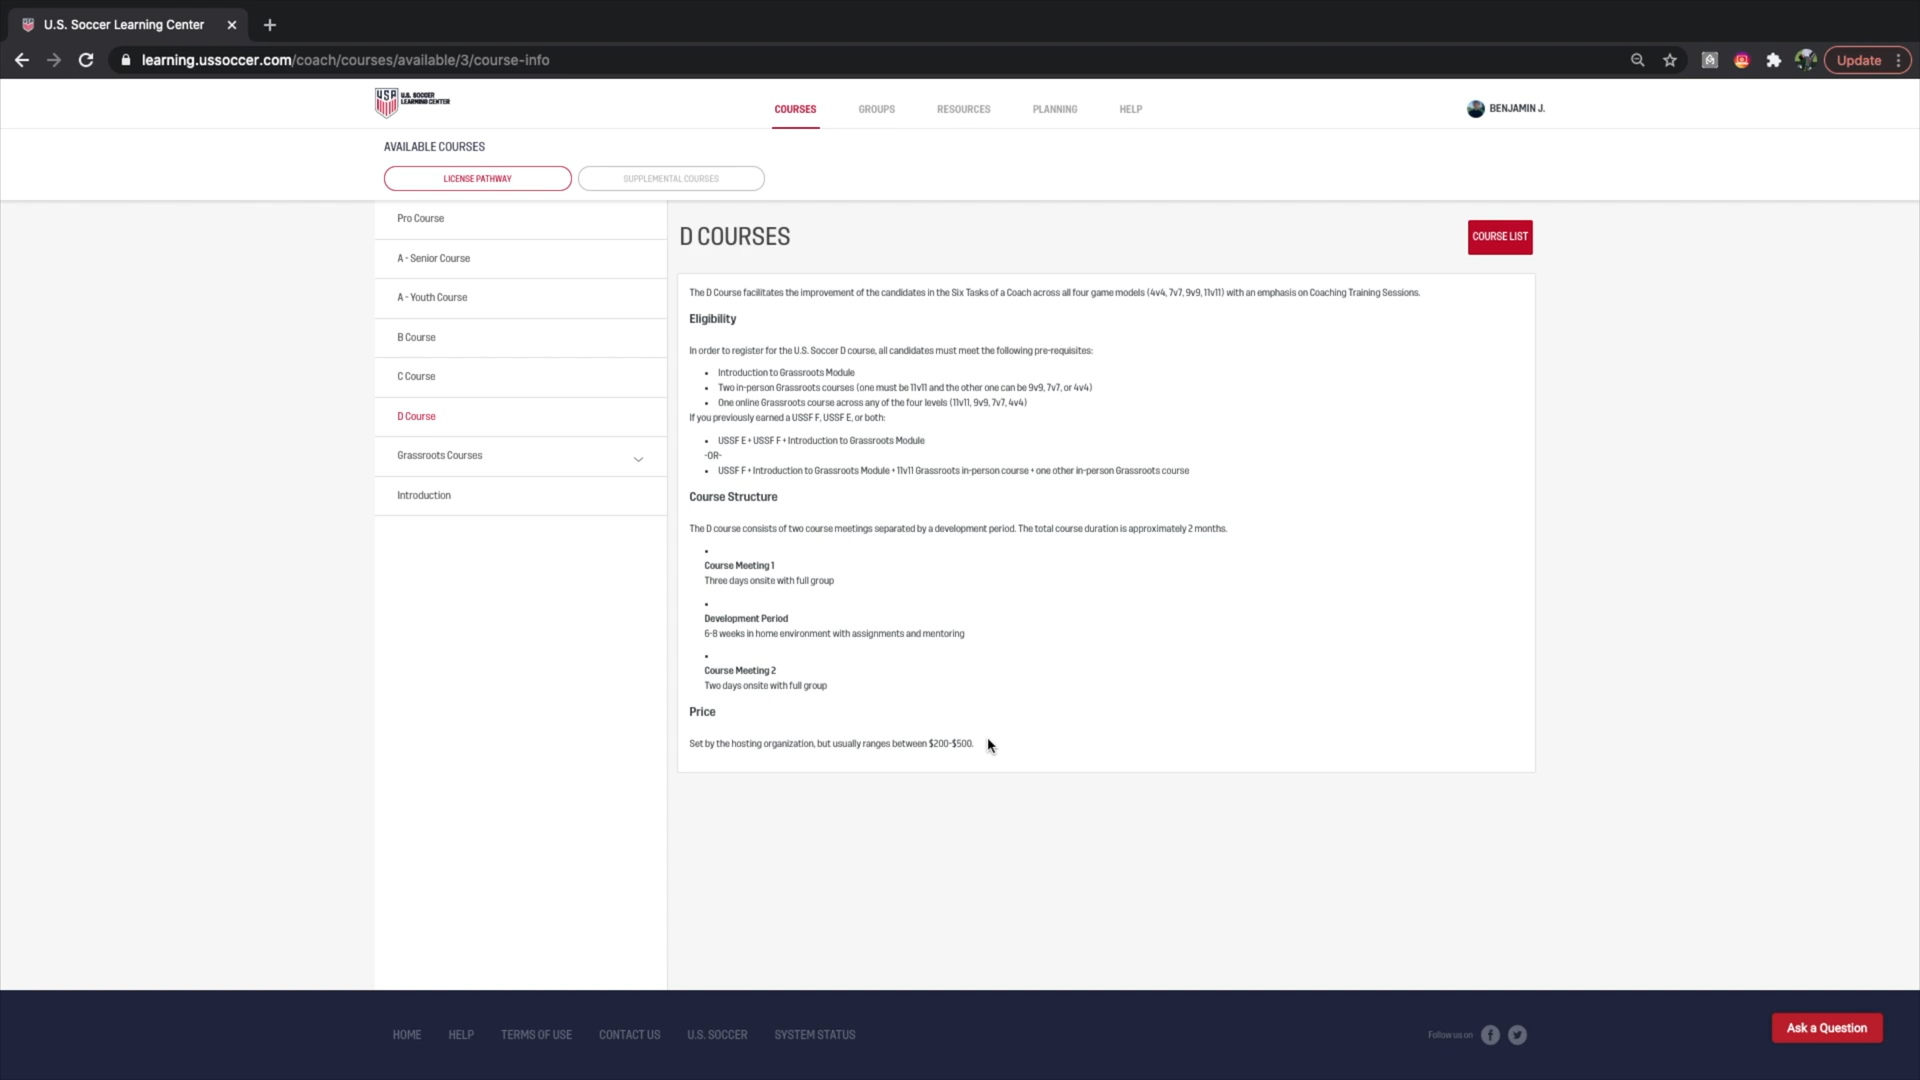 U.S. Soccer Learning Center
learning.ussoccer.com/coach/courses/available/3/course-info
Update
U.S. SOCCER
LEARNING CENTER
COURSES
GROUPS
RESOURCES
PLANNING
HELP
BENJAMIN J.
AVAILABLE COURSES
LICENSE PATHWAY
SUPPLEMENTAL COURSES
Pro Course
A - Senior Course
A - Youth Course
B Course
C Course
D Course
Grassroots Courses
Introduction
D COURSES
COURSE LIST
The D Course facilitates the improvement of the candidates in the Six Tasks of a Coach across all four game models (4v4, 7v7, 9v9, 11v11) with an emphasis on Coaching Training Sessions.
Eligibility
In order to register for the U.S. Soccer D course, all candidates must meet the following pre-requisites:
• Introduction to Grassroots Module
• Two in-person Grassroots courses (one must be 11v11 and the other one can be 9v9, 7v7, or 4v4)
• One online Grassroots course across any of the four levels (11v11, 9v9, 7v7, 4v4)
If you previously earned a USSF F, USSF E, or both:
• USSF E + USSF F + Introduction to Grassroots Module
-OR-
• USSF F + Introduction to Grassroots Module + 11v11 Grassroots in-person course + one other in-person Grassroots course
Course Structure
The D course consists of two course meetings separated by a development period. The total course duration is approximately 2 months.
•
Course Meeting 1
Three days onsite with full group
•
Development Period
6-8 weeks in home environment with assignments and mentoring
•
Course Meeting 2
Two days onsite with full group
Price
Set by the hosting organization, but usually ranges between $200-$500.
HOME
HELP
TERMS OF USE
CONTACT US
U.S. SOCCER
SYSTEM STATUS
Follow us on
Ask a Question